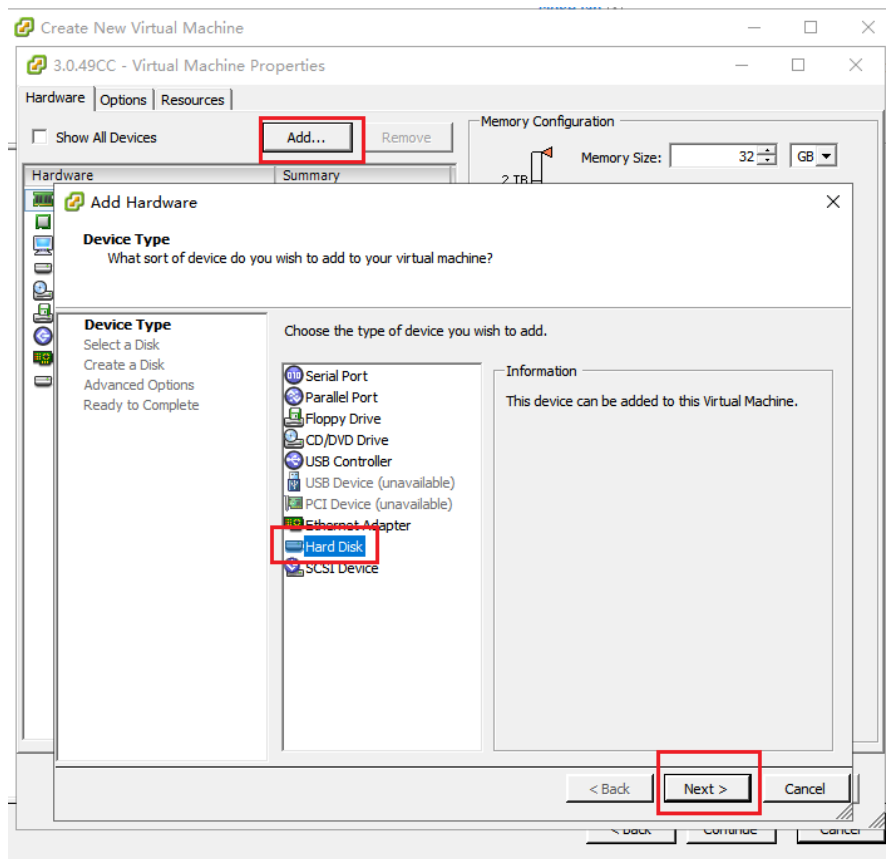 Create New Virtual Machine
3.0.49CC - Virtual Machine Properties
Hardware Options Resources
Show All Devices
Add...
Remove
Memory Configuration
Memory Size: 32 GB
2 TB
Hardware Summary
Add Hardware
Device Type
What sort of device do you wish to add to your virtual machine?
Device Type
Select a Disk
Create a Disk
Advanced Options
Ready to Complete
Choose the type of device you wish to add.
Serial Port
Parallel Port
Floppy Drive
CD/DVD Drive
USB Controller
USB Device (unavailable)
PCI Device (unavailable)
Ethernet Adapter
Hard Disk
SCSI Device
Information
This device can be added to this Virtual Machine.
< Back Next > Cancel
< Back Continue Cancel